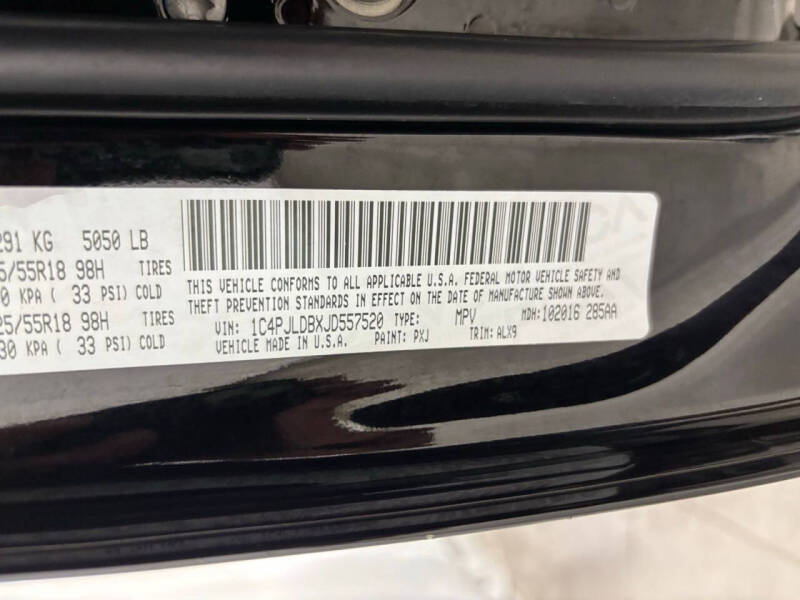 291 KG 5050 LB
5/55R18 98H TIRES
0 KPA ( 33 PSI) COLD
25/55R18 98H TIRES
30 KPA ( 33 PSI) COLD
THIS VEHICLE CONFORMS TO ALL APPLICABLE U.S.A. FEDERAL MOTOR VEHICLE SAFETY AND
THEFT PREVENTION STANDARDS IN EFFECT ON THE DATE OF MANUFACTURE SHOWN ABOVE.
VIN: 1C4PJLDBXJD557520 TYPE: MPV MDH: 102016 285AA
VEHICLE MADE IN U.S.A. PAINT: PXJ TRIM: ALX9